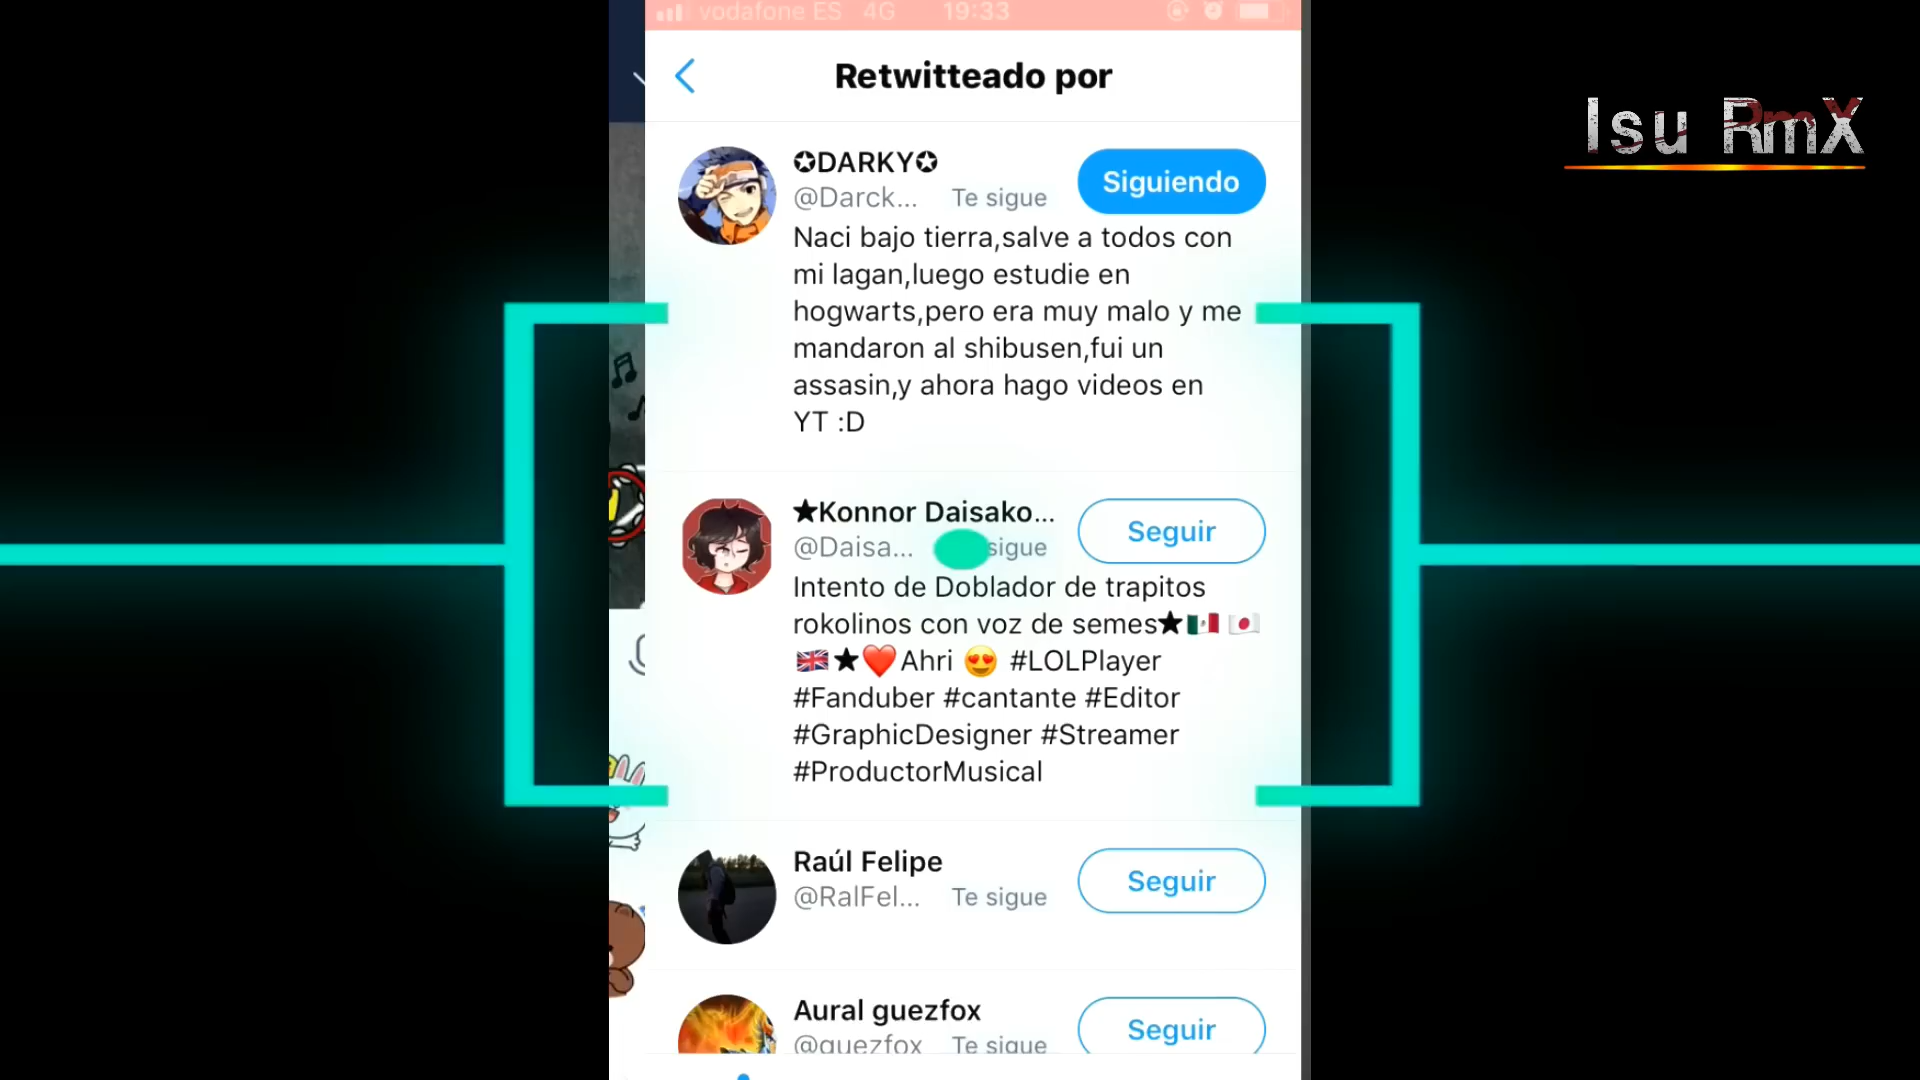 vodafone ES 4G 19:33
Retwitteado por
Isu RmX
✪DARKY✪
Siguiendo
@Darck... Te sigue
Naci bajo tierra,salve a todos con
mi lagan,luego estudie en
hogwarts,pero era muy malo y me
mandaron al shibusen,fui un
assasin,y ahora hago videos en
YT :D
★Konnor Daisako...
Seguir
@Daisa... sigue
Intento de Doblador de trapitos
rokolinos con voz de semes★🇲🇽🇯🇵
🇬🇧★❤️Ahri 😍 #LOLPlayer
#Fanduber #cantante #Editor
#GraphicDesigner #Streamer
#ProductorMusical
Raúl Felipe
Seguir
@RalFel... Te sigue
Aural guezfox
Seguir
@guezfox Te sigue